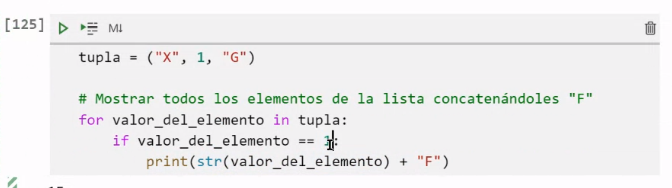 [125]
M↓
tupla = ("X", 1, "G")
# Mostrar todos los elementos de la lista concatenándoles "F"
for valor_del_elemento in tupla:
if valor_del_elemento == 1:
print(str(valor_del_elemento) + "F")